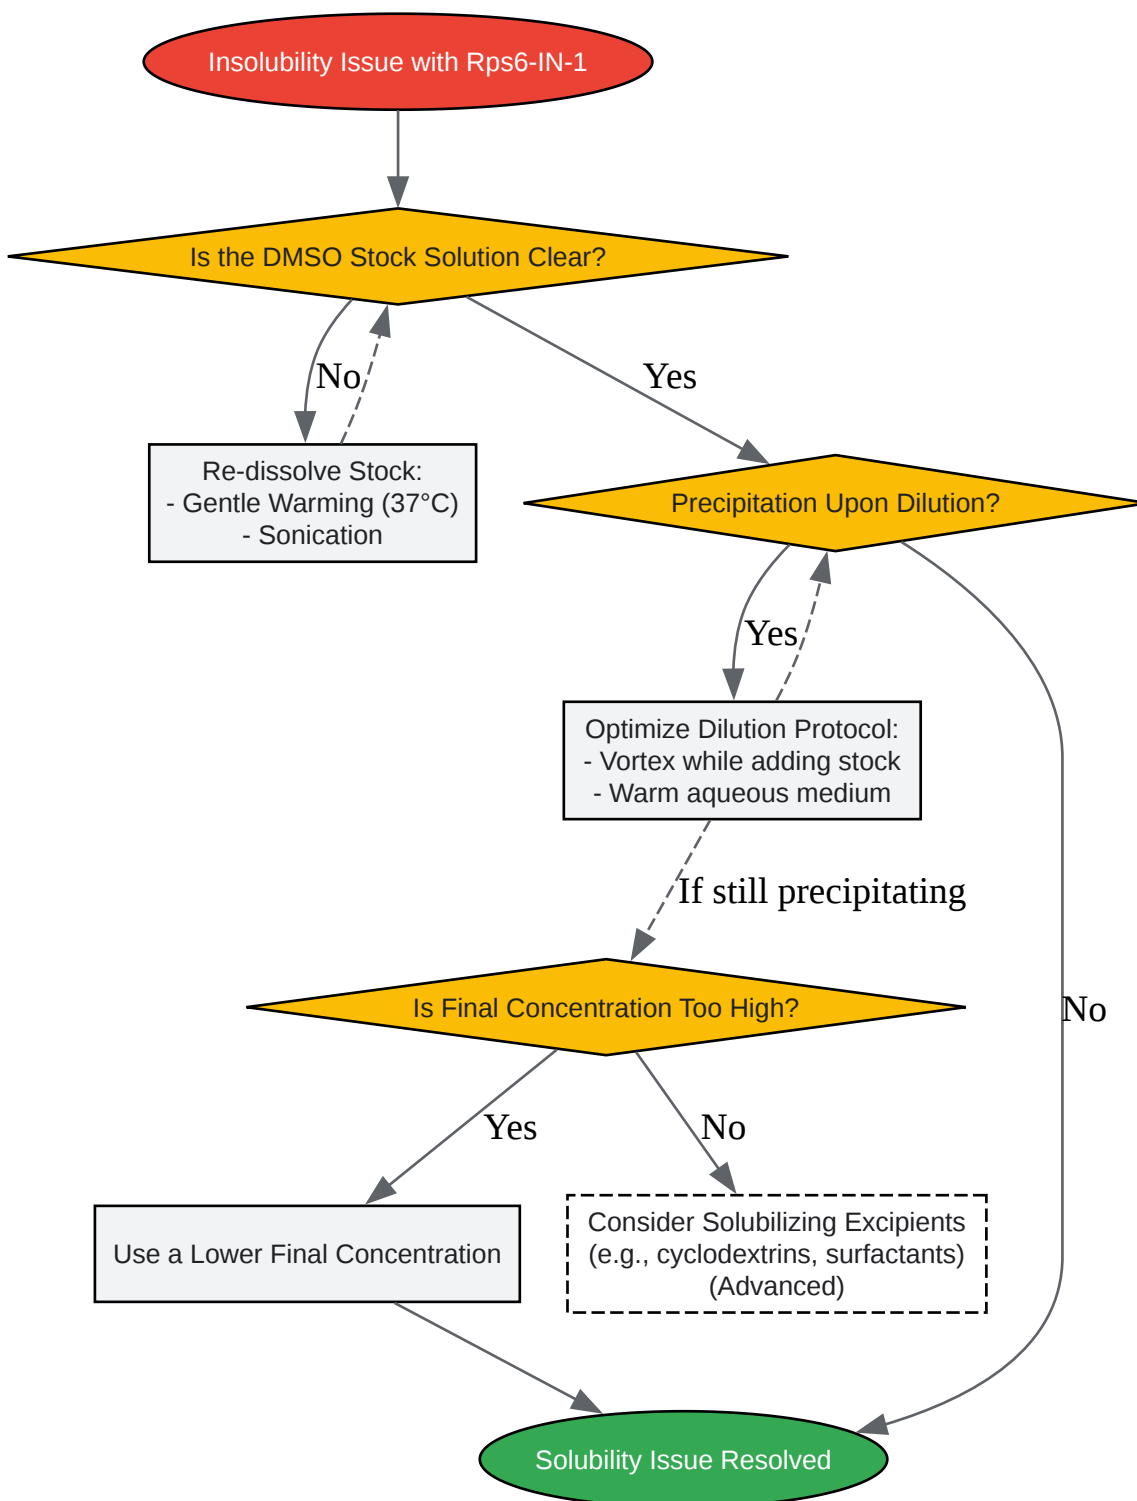 Insolubility Issue with Rps6-IN-1
Is the DMSO Stock Solution Clear?
No
Yes
Re-dissolve Stock:
- Gentle Warming (37°C)
- Sonication
Precipitation Upon Dilution?
Yes
Optimize Dilution Protocol:
- Vortex while adding stock
- Warm aqueous medium
If still precipitating
Is Final Concentration Too High?
No
Yes
No
Use a Lower Final Concentration
Consider Solubilizing Excipients
(e.g., cyclodextrins, surfactants)
(Advanced)
Solubility Issue Resolved